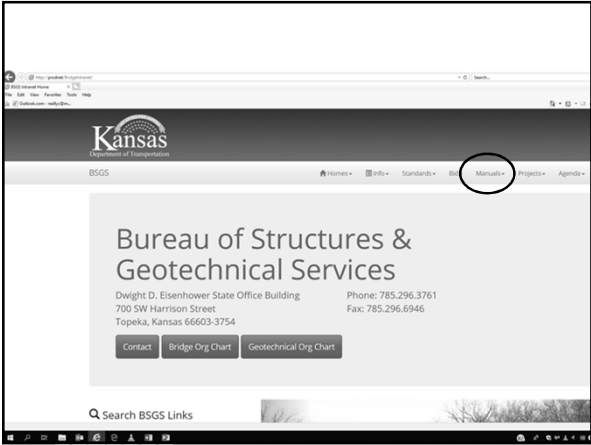 http://prodnet/bridgeintranet/
Search...
BSGS Intranet Home
File Edit View Favorites Tools Help
Kansas
Department of Transportation
BSGS
Homes
Info
Standards
Manuals
Projects
Agenda
Bureau of Structures &
Geotechnical Services
Dwight D. Eisenhower State Office Building
700 SW Harrison Street
Topeka, Kansas 66603-3754
Phone: 785.296.3761
Fax: 785.296.6946
Contact
Bridge Org Chart
Geotechnical Org Chart
Search BSGS Links